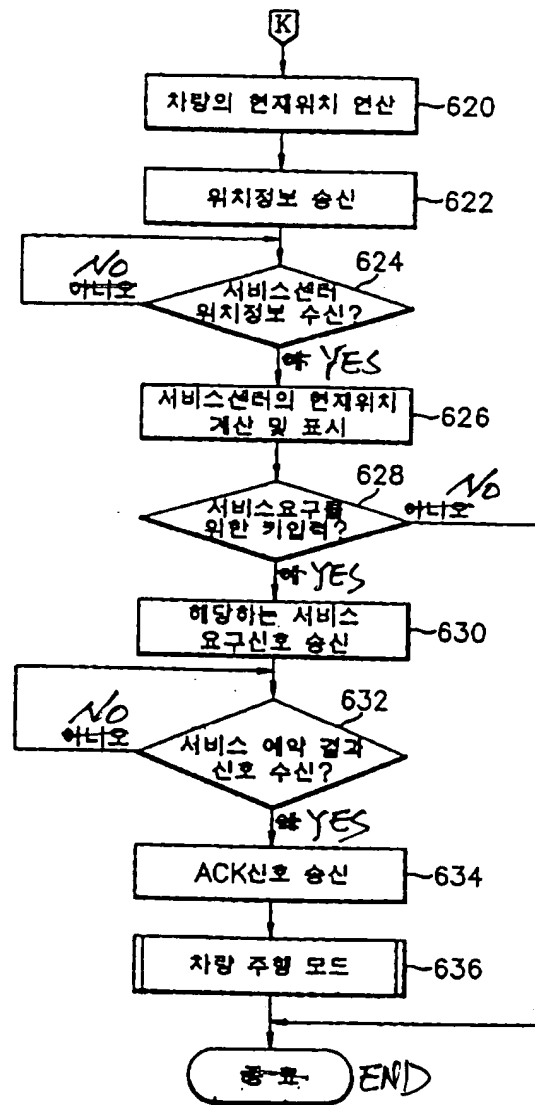 K
차량의 현재위치 연산
620
위치정보 송신
622
NO
아니오
624
서비스센터
위치정보 수신?
예 YES
서비스센터의 현재위치
계산 및 표시
626
628
NO
아니오
서비스요구를
위한 키입력?
예 YES
해당하는 서비스
요구신호 송신
630
NO
아니오
632
서비스 예약 결과
신호 수신?
예 YES
ACK신호 송신
634
차량 주행 모드
636
종료
END